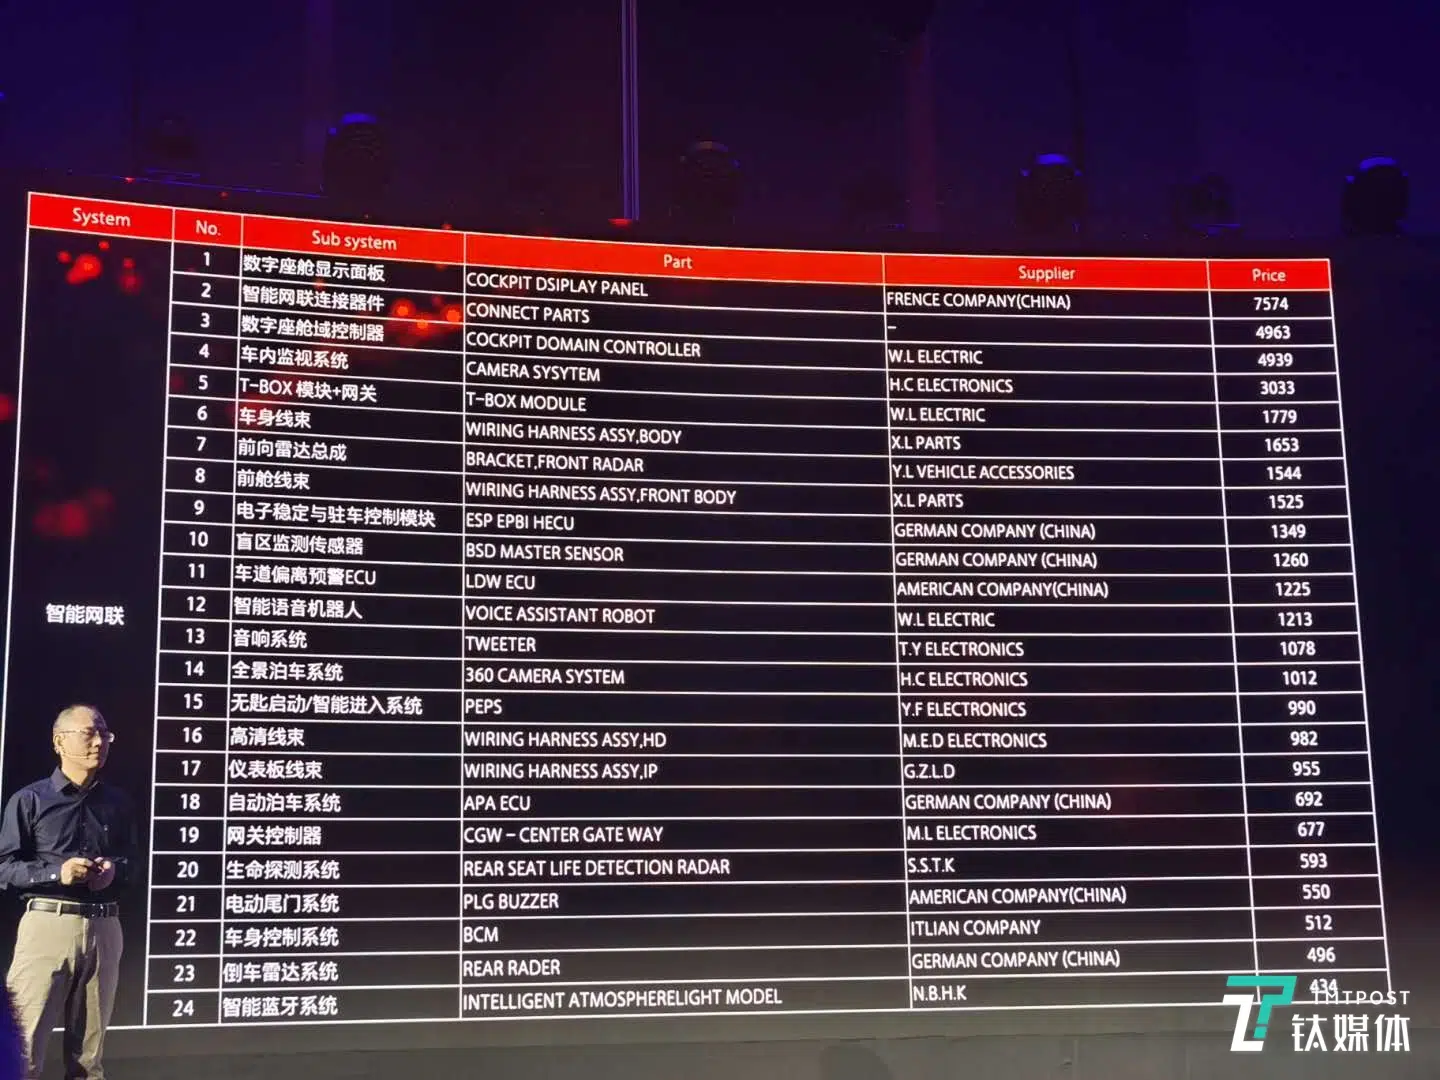 System No. Sub system Part Supplier Price
1 数字座舱显示面板 COCKPIT DSIPLAY PANEL FRENCE COMPANY(CHINA) 7574
2 智能网联连接器件 CONNECT PARTS – 4963
3 数字座舱域控制器 COCKPIT DOMAIN CONTROLLER W.L ELECTRIC 4939
4 车内监视系统 CAMERA SYSYTEM H.C ELECTRONICS 3033
5 T-BOX 模块+网关 T-BOX MODULE W.L ELECTRIC 1779
6 车身线束 WIRING HARNESS ASSY,BODY X.L PARTS 1653
7 前向雷达总成 BRACKET,FRONT RADAR Y.L VEHICLE ACCESSORIES 1544
8 前舱线束 WIRING HARNESS ASSY,FRONT BODY X.L PARTS 1525
9 电子稳定与驻车控制模块 ESP EPBI HECU GERMAN COMPANY (CHINA) 1349
10 盲区监测传感器 BSD MASTER SENSOR GERMAN COMPANY (CHINA) 1260
11 车道偏离预警ECU LDW ECU AMERICAN COMPANY(CHINA) 1225
智能网联
12 智能语音机器人 VOICE ASSISTANT ROBOT W.L ELECTRIC 1213
13 音响系统 TWEETER T.Y ELECTRONICS 1078
14 全景泊车系统 360 CAMERA SYSTEM H.C ELECTRONICS 1012
15 无匙启动/智能进入系统 PEPS Y.F ELECTRONICS 990
16 高清线束 WIRING HARNESS ASSY,HD M.E.D ELECTRONICS 982
17 仪表板线束 WIRING HARNESS ASSY,IP G.Z.L.D 955
18 自动泊车系统 APA ECU GERMAN COMPANY (CHINA) 692
19 网关控制器 CGW – CENTER GATE WAY M.L ELECTRONICS 677
20 生命探测系统 REAR SEAT LIFE DETECTION RADAR S.S.T.K 593
21 电动尾门系统 PLG BUZZER AMERICAN COMPANY(CHINA) 550
22 车身控制系统 BCM ITLIAN COMPANY 512
23 倒车雷达系统 REAR RADER GERMAN COMPANY (CHINA) 496
24 智能蓝牙系统 INTELLIGENT ATMOSPHERELIGHT MODEL N.B.H.K 434
TMTPOST
钛媒体